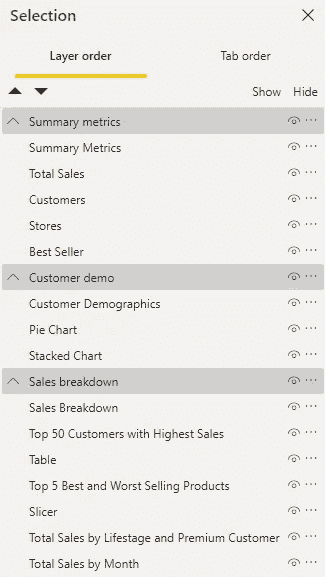 Selection
Layer order
Tab order
Show Hide
Summary metrics
Summary Metrics
Total Sales
Customers
Stores
Best Seller
Customer demo
Customer Demographics
Pie Chart
Stacked Chart
Sales breakdown
Sales Breakdown
Top 50 Customers with Highest Sales
Table
Top 5 Best and Worst Selling Products
Slicer
Total Sales by Lifestage and Premium Customer
Total Sales by Month